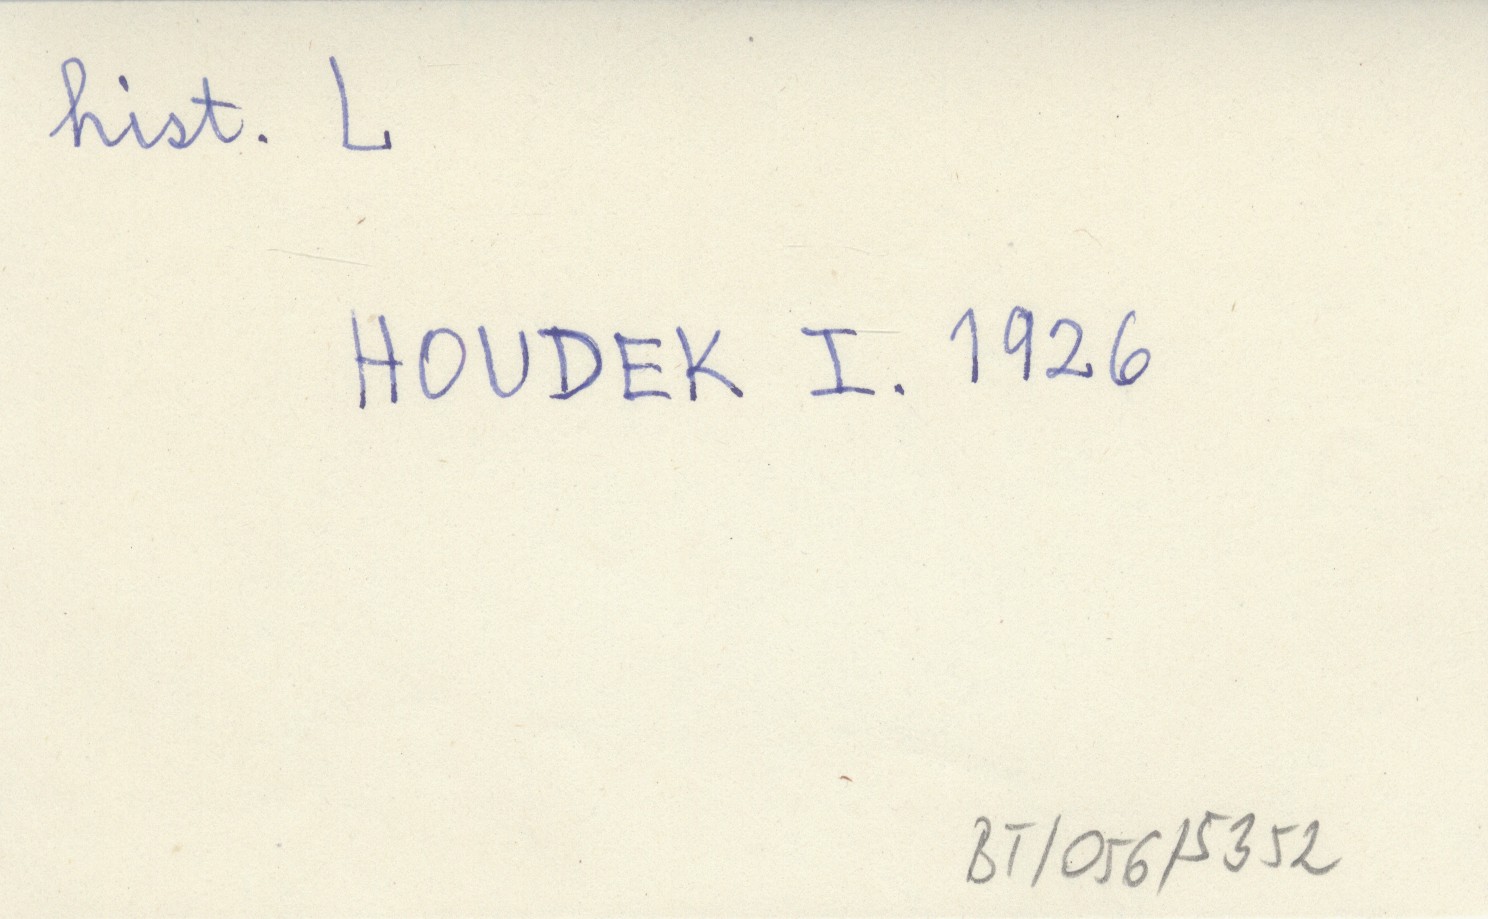 hist. L
HOUDEK I. 1926
BT/056/5352